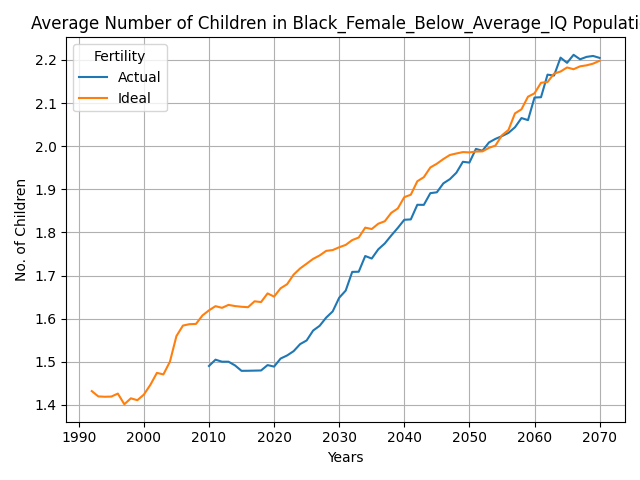 Average Number of Children in Black_Female_Below_Average_IQ Populati
Fertility
Actual
Ideal
No. of Children
2.2
2.1
2.0
1.9
1.8
1.7
1.6
1.5
1.4
1990 2000 2010 2020 2030 2040 2050 2060 2070
Years